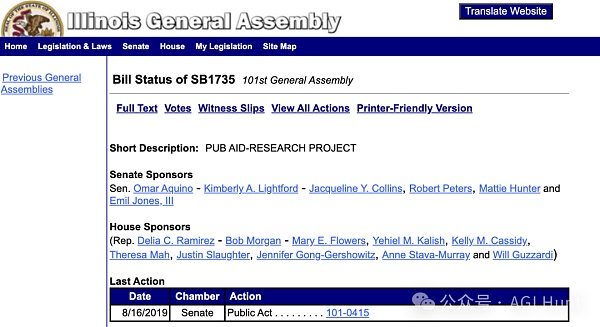 Illinois General Assembly
Translate Website
Home Legislation & Laws Senate House My Legislation Site Map
Previous General
Assemblies
Bill Status of SB1735 101st General Assembly
Full Text Votes Witness Slips View All Actions Printer-Friendly Version
Short Description: PUB AID-RESEARCH PROJECT
Senate Sponsors
Sen. Omar Aquino - Kimberly A. Lightford - Jacqueline Y. Collins, Robert Peters, Mattie Hunter and
Emil Jones, III
House Sponsors
(Rep. Delia C. Ramirez - Bob Morgan - Mary E. Flowers, Yehiel M. Kalish, Kelly M. Cassidy,
Theresa Mah, Justin Slaughter, Jennifer Gong-Gershowitz, Anne Stava-Murray and Will Guzzardi)
Last Action
Date Chamber Action
8/16/2019 Senate Public Act . . . . . . . . . 101-0415
公众号 · AGI Hunt